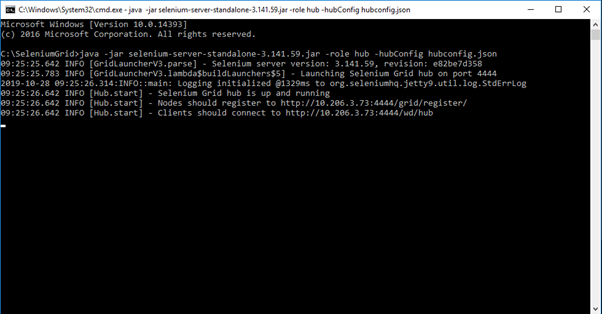 C:\Windows\System32\cmd.exe - java -jar selenium-server-standalone-3.141.59.jar -role hub -hubConfig hubconfig.json
Microsoft Windows [Version 10.0.14393]
(c) 2016 Microsoft Corporation. All rights reserved.
C:\SeleniumGrid>java -jar selenium-server-standalone-3.141.59.jar -role hub -hubConfig hubconfig.json
09:25:25.642 INFO [GridLauncherV3.parse] - Selenium server version: 3.141.59, revision: e82be7d358
09:25:25.783 INFO [GridLauncherV3.lambda$buildLaunchers$5] - Launching Selenium Grid hub on port 4444
2019-10-28 09:25:26.314:INFO::main: Logging initialized @1329ms to org.seleniumhq.jetty9.util.log.StdErrLog
09:25:26.642 INFO [Hub.start] - Selenium Grid hub is up and running
09:25:26.642 INFO [Hub.start] - Nodes should register to http://10.206.3.73:4444/grid/register/
09:25:26.642 INFO [Hub.start] - Clients should connect to http://10.206.3.73:4444/wd/hub